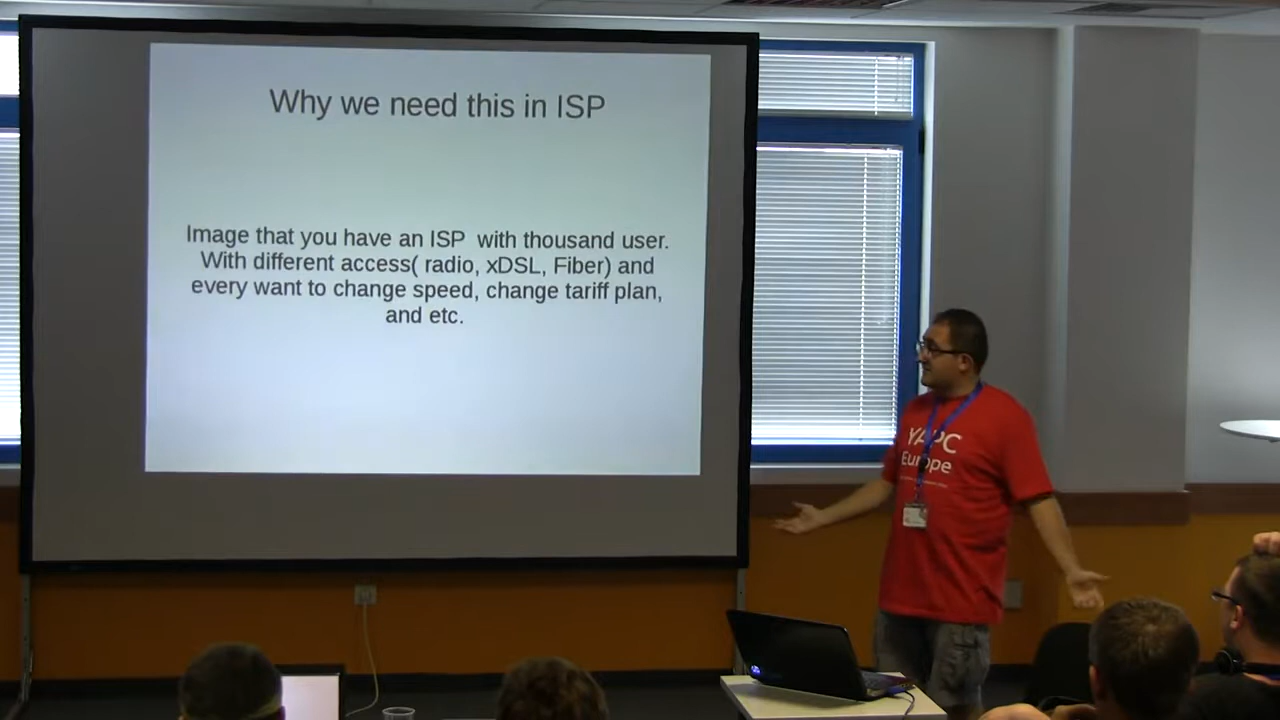 Why we need this in ISP
Image that you have an ISP with thousand user.
With different access( radio, xDSL, Fiber) and
every want to change speed, change tariff plan,
and etc.
YAPC
Europe